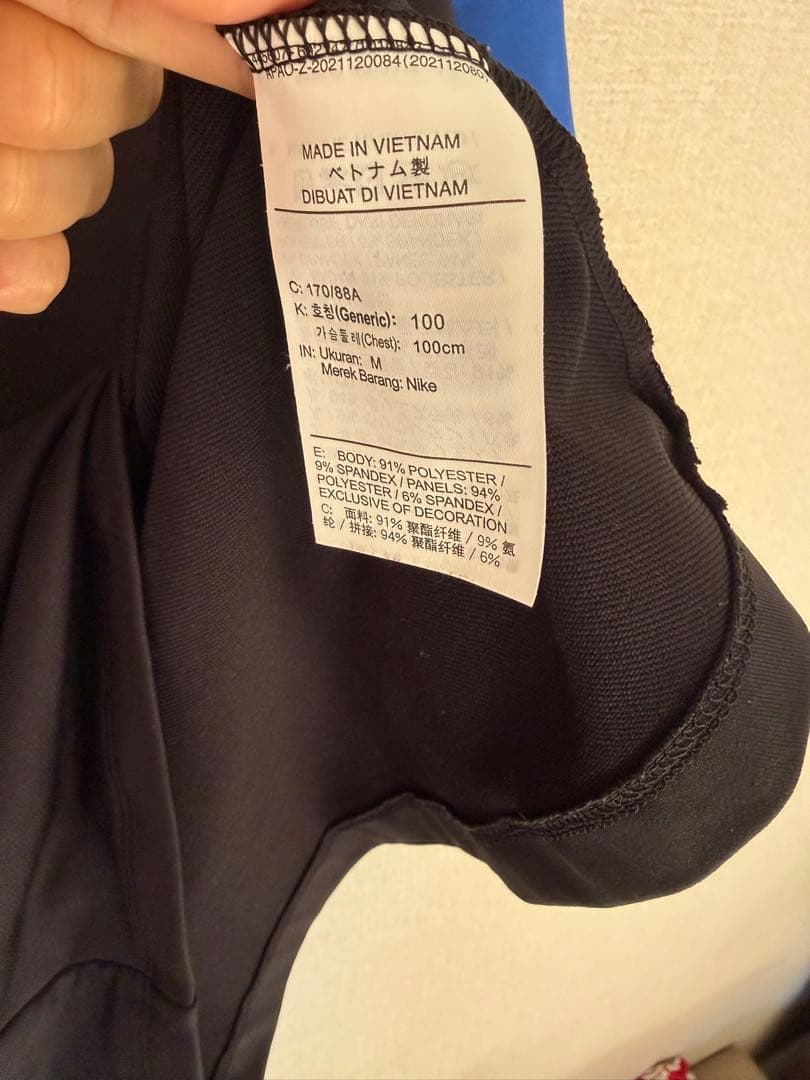 APAO-Z-2021120084(202112080
MADE IN VIETNAM
ベトナム製
DIBUAT DI VIETNAM
C: 170/88A
K: 호칭(Generic): 100
가슴둘레(Chest): 100cm
IN: Ukuran: M
Merek Barang: Nike
E: BODY: 91% POLYESTER /
9% SPANDEX / PANELS: 94%
POLYESTER / 6% SPANDEX /
EXCLUSIVE OF DECORATION
C: 面料: 91% 聚酯纤维 / 9% 氨
纶 / 拼接: 94% 聚酯纤维 / 6%